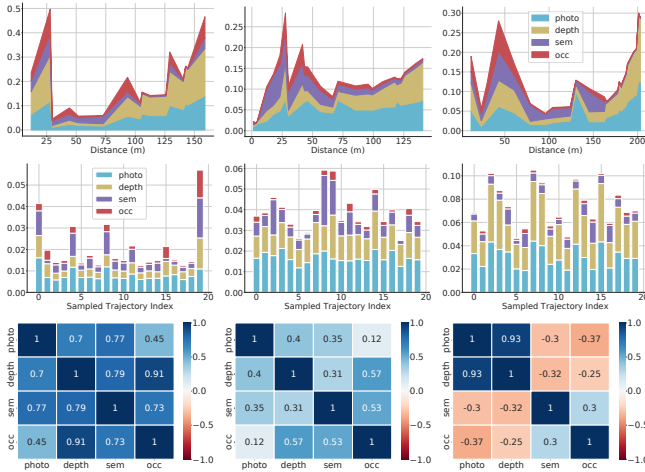 0.5
0.4
0.3
0.2
0.1
0.0
25
50
75
100
125
150
Distance (m)
0.30
0.25
0.20
0.15
0.10
0.05
0.00
0
50
100
Distance (m)
0.30
0.25
0.20
0.15
0.10
0.05
0.00
photo
depth
sem
occ
50
100
150
200
Distance (m)
0.05
0.04
0.03
0.02
0.01
0.00
photo
depth
sem
occ
0
5
10
15
20
Sampled Trajectory Index
0.06
0.05
0.04
0.03
0.02
0.01
0.00
0
5
10
15
20
Sampled Trajectory Index
0.10
0.08
0.06
0.04
0.02
0.00
0
5
10
15
20
Sampled Trajectory Index
photo 1 0.7 0.77 0.45
depth 0.7 1 0.79 0.91
sem 0.77 0.79 1 0.73
occ 0.45 0.91 0.73 1
photo depth sem occ
1.0
0.5
0.0
−0.5
−1.0
1 0.4 0.35 0.12
0.4 1 0.31 0.57
0.35 0.31 1 0.53
0.12 0.57 0.53 1
photo depth sem occ
1.0
0.5
0.0
−0.5
−1.0
1 0.93 -0.3 -0.37
0.93 1 -0.32 -0.25
-0.3 -0.32 1 0.3
-0.37 -0.25 0.3 1
photo depth sem occ
1.0
0.5
0.0
−0.5
−1.0